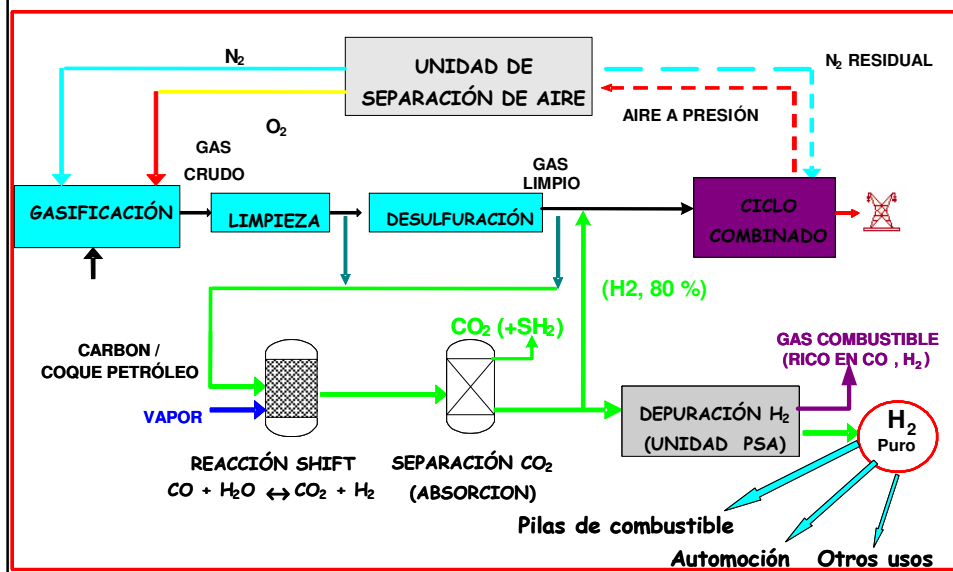 N₂
UNIDAD DE
SEPARACIÓN DE AIRE
N₂ RESIDUAL
AIRE A PRESIÓN
O₂
GAS
CRUDO
GAS
LIMPIO
GASIFICACIÓN
LIMPIEZA
DESULFURACIÓN
CICLO
COMBINADO
(H2, 80 %)
CO₂ (+SH₂)
CARBON /
COQUE PETRÓLEO
VAPOR
GAS COMBUSTIBLE
(RICO EN CO , H₂)
DEPURACIÓN H₂
(UNIDAD PSA)
H₂
Puro
REACCIÓN SHIFT
CO + H₂O ↔ CO₂ + H₂
SEPARACIÓN CO₂
(ABSORCION)
Pilas de combustible
Automoción
Otros usos